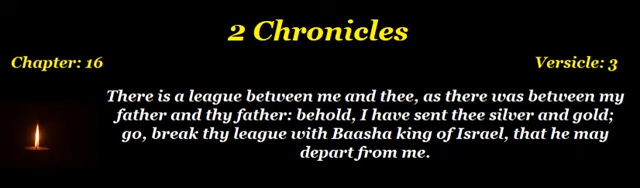 2 Chronicles
Chapter: 16 Versicle: 3
There is a league between me and thee, as there was between my
father and thy father: behold, I have sent thee silver and gold;
go, break thy league with Baasha king of Israel, that he may
depart from me.